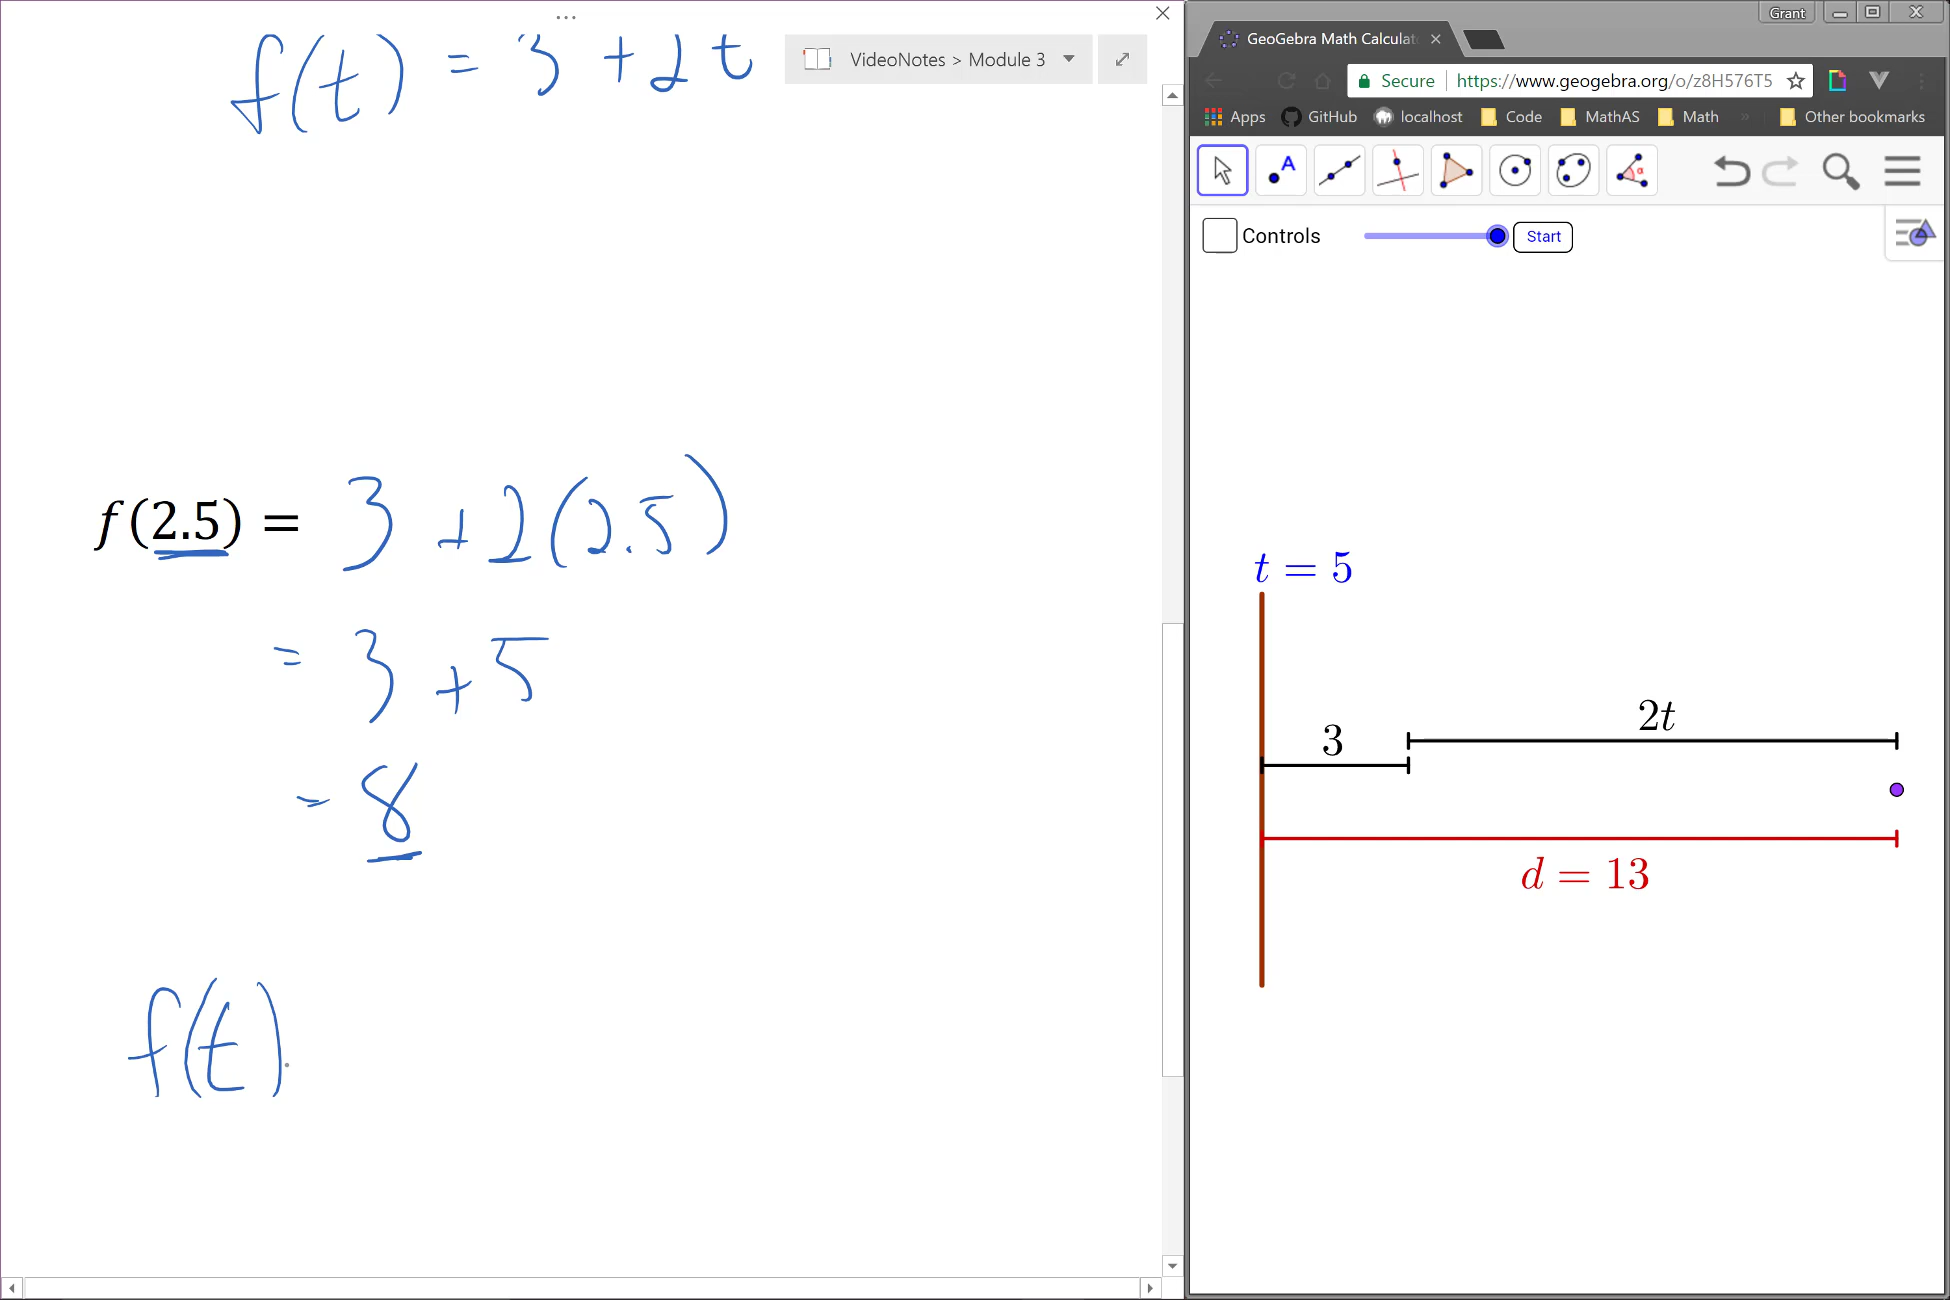 f(t) = 3 + 2t
VideoNotes > Module 3
f(2.5) = 3 + 2(2.5)
= 3 + 5
= 8
f(t)
Grant
GeoGebra Math Calculat
Secure https://www.geogebra.org/o/z8H576T5
Apps GitHub localhost Code MathAS Math » Other bookmarks
A
α
Controls Start
t = 5
2t
3
d = 13